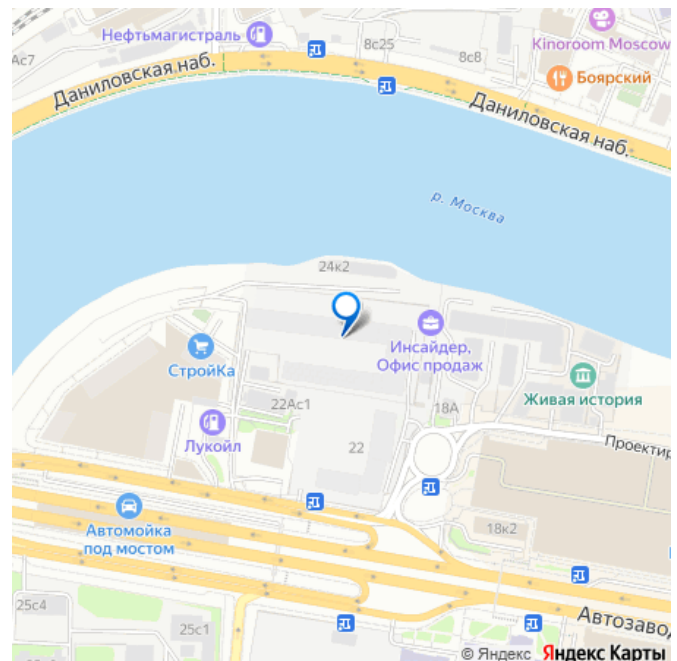 Нефтьмагистраль
8с25
8с8
Kinoroom Moscow
Боярский
Ас7
Даниловская наб.
Даниловская наб.
р. Москва
24к2
СтройКа
Инсайдер,
Офис продаж
Живая история
22Ас1
18А
Лукойл
22
Проектир
18к2
Автомойка
под мостом
25с4
25с1
Автозавод
© Яндекс Яндекс Карты